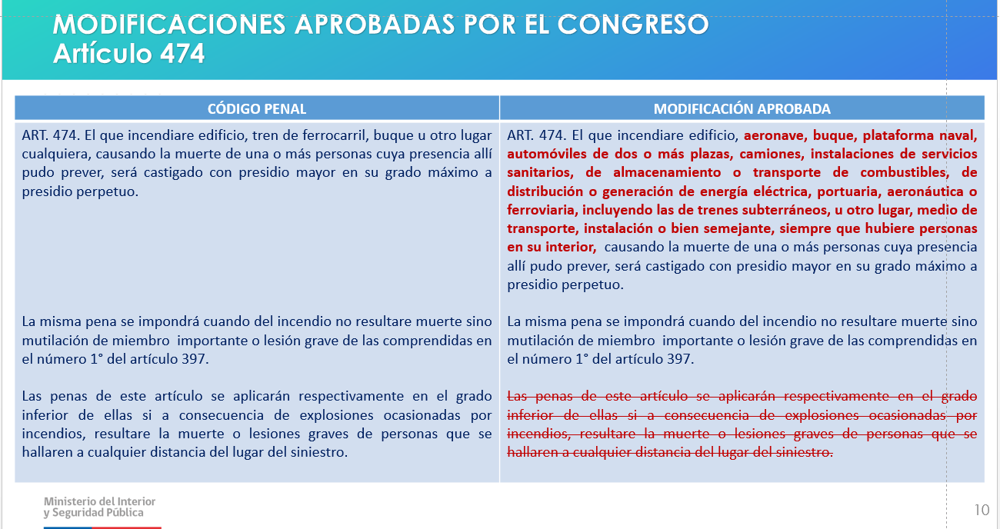 MODIFICACIONES APROBADAS POR EL CONGRESO
Artículo 474
CÓDIGO PENAL
ART. 474. El que incendiare edificio, tren de ferrocarril, buque u otro lugar
cualquiera, causando la muerte de una o más personas cuya presencia allí
pudo prever, será castigado con presidio mayor en su grado máximo a
presidio perpetuo.
La misma pena se impondrá cuando del incendio no resultare muerte sino
mutilación de miembro  importante o lesión grave de las comprendidas en
el número 1° del artículo 397.
Las penas de este artículo se aplicarán respectivamente en el grado
inferior de ellas si a consecuencia de explosiones ocasionadas por
incendios, resultare la muerte o lesiones graves de personas que se
hallaren a cualquier distancia del lugar del siniestro.
MODIFICACIÓN APROBADA
ART. 474. El que incendiare edificio, aeronave, buque, plataforma naval,
automóviles de dos o más plazas, camiones, instalaciones de servicios
sanitarios, de almacenamiento o transporte de combustibles, de
distribución o generación de energía eléctrica, portuaria, aeronáutica o
ferroviaria, incluyendo las de trenes subterráneos, u otro lugar, medio de
transporte, instalación o bien semejante, siempre que hubiere personas
en su interior,  causando la muerte de una o más personas cuya presencia
allí pudo prever, será castigado con presidio mayor en su grado máximo a
presidio perpetuo.
La misma pena se impondrá cuando del incendio no resultare muerte sino
mutilación de miembro  importante o lesión grave de las comprendidas en
el número 1° del artículo 397.
Las penas de este artículo se aplicarán respectivamente en el grado
inferior de ellas si a consecuencia de explosiones ocasionadas por
incendios, resultare la muerte o lesiones graves de personas que se
hallaren a cualquier distancia del lugar del siniestro.
Ministerio del Interior
y Seguridad Pública
10